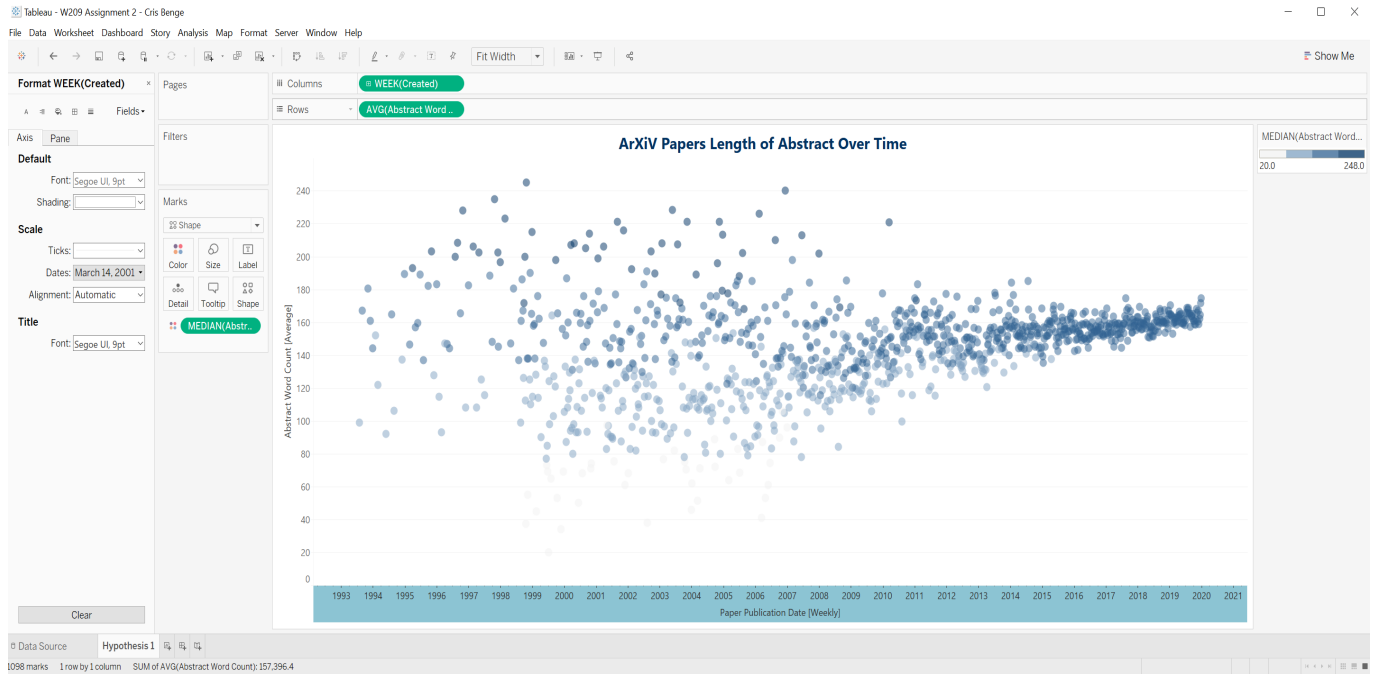 Tableau - W209 Assignment 2 - Cris Benge
File Data Worksheet Dashboard Story Analysis Map Format Server Window Help
Fit Width
Show Me
Format WEEK(Created) ×
Fields
Axis Pane
Default
Font: Segoe UI, 9pt
Shading:
Scale
Ticks:
Dates: March 14, 2001
Alignment: Automatic
Title
Font: Segoe UI, 9pt
Clear
Pages
Filters
Marks
Shape
Color Size Label
Detail Tooltip Shape
MEDIAN(Abstr..
Columns WEEK(Created)
Rows AVG(Abstract Word ..
ArXiV Papers Length of Abstract Over Time
Abstract Word Count [Average]
240
220
200
180
160
140
120
100
80
60
40
20
0
1993 1994 1995 1996 1997 1998 1999 2000 2001 2002 2003 2004 2005 2006 2007 2008 2009 2010 2011 2012 2013 2014 2015 2016 2017 2018 2019 2020 2021
Paper Publication Date [Weekly]
MEDIAN(Abstract Word...
20.0 248.0
Data Source Hypothesis 1
1098 marks 1 row by 1 column SUM of AVG(Abstract Word Count): 157,396.4